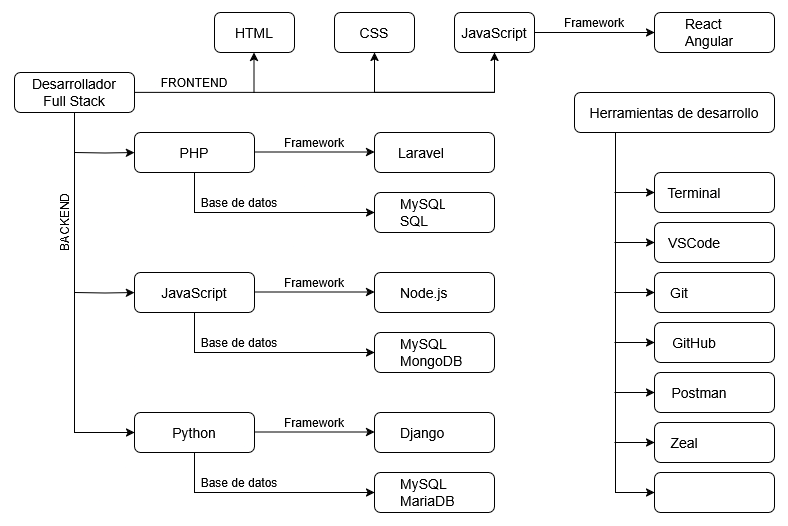 HTML
CSS
JavaScript
Framework
React
Angular
Desarrollador
Full Stack
FRONTEND
Herramientas de desarrollo
BACKEND
PHP
Framework
Laravel
Base de datos
MySQL
SQL
JavaScript
Framework
Node.js
Base de datos
MySQL
MongoDB
Python
Framework
Django
Base de datos
MySQL
MariaDB
Terminal
VSCode
Git
GitHub
Postman
Zeal